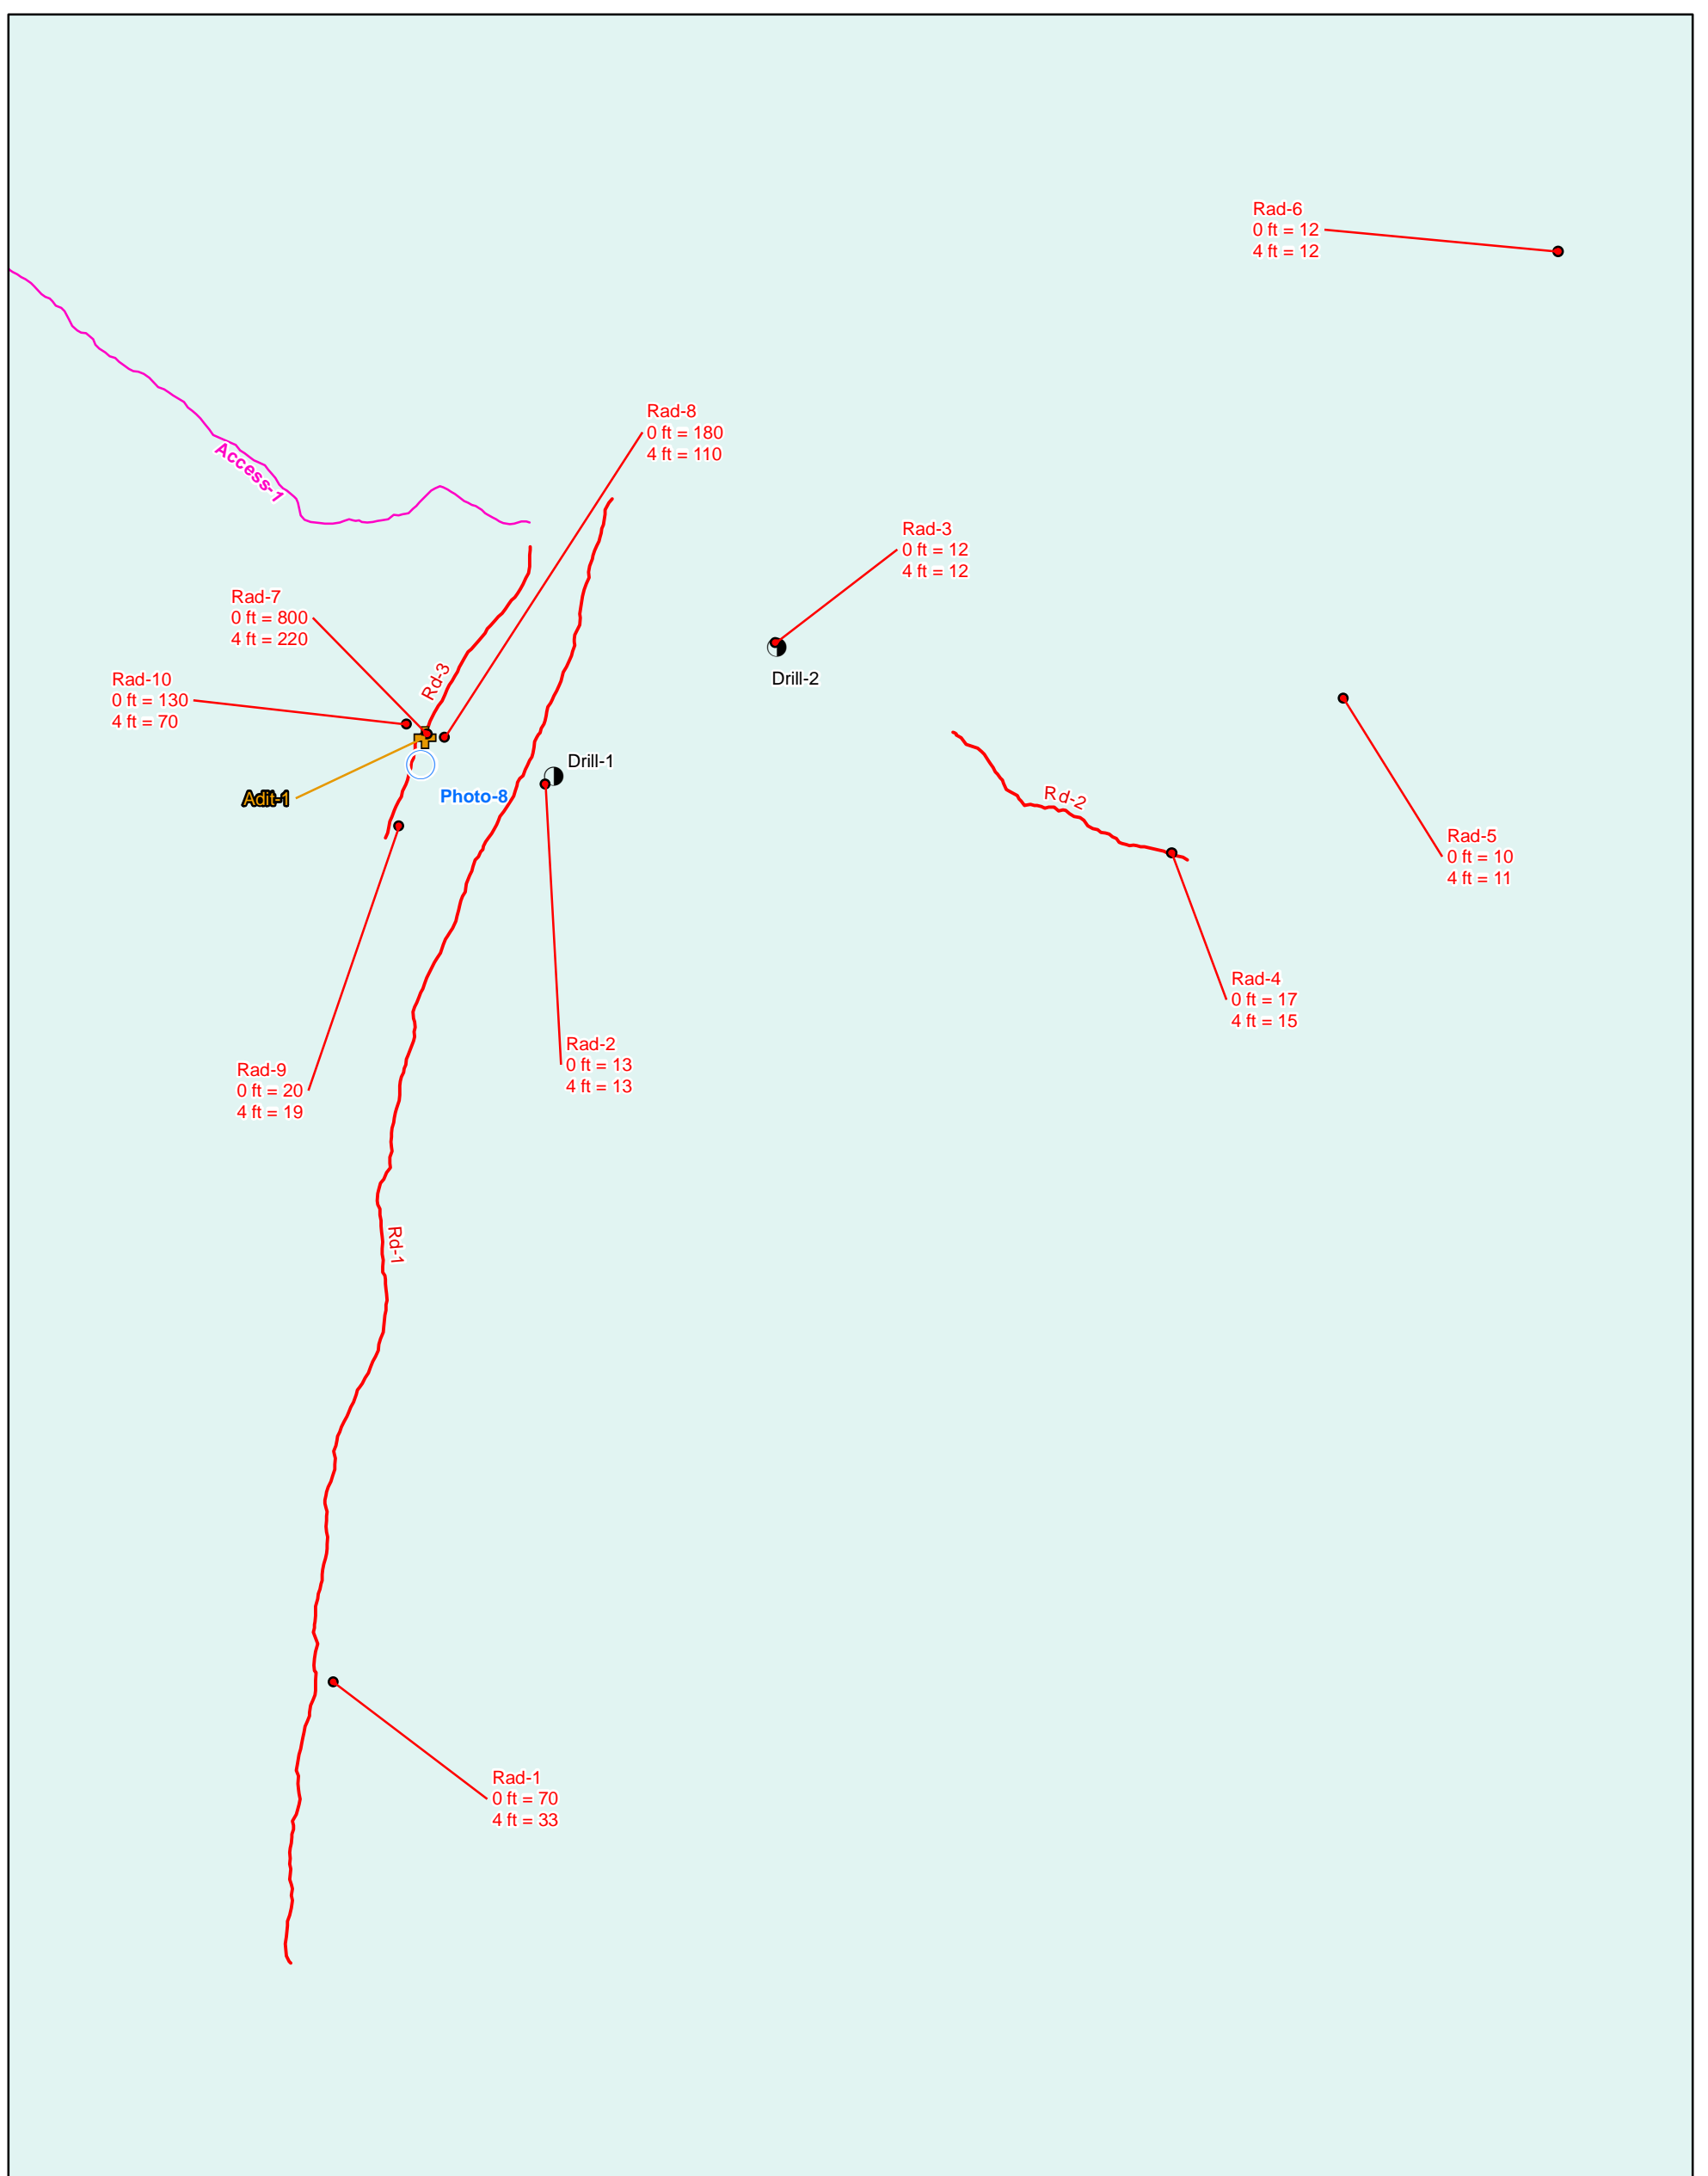 Rad-6
0 ft = 12
4 ft = 12
Rad-8
0 ft = 180
4 ft = 110
Access-1
Rad-3
0 ft = 12
4 ft = 12
Rad-7
0 ft = 800
4 ft = 220
Rd-3
Drill-2
Rad-10
0 ft = 130
4 ft = 70
Drill-1
Adit-1
Photo-8
Rd-2
Rad-5
0 ft = 10
4 ft = 11
Rad-4
0 ft = 17
4 ft = 15
Rad-2
0 ft = 13
4 ft = 13
Rad-9
0 ft = 20
4 ft = 19
Rd-1
Rad-1
0 ft = 70
4 ft = 33